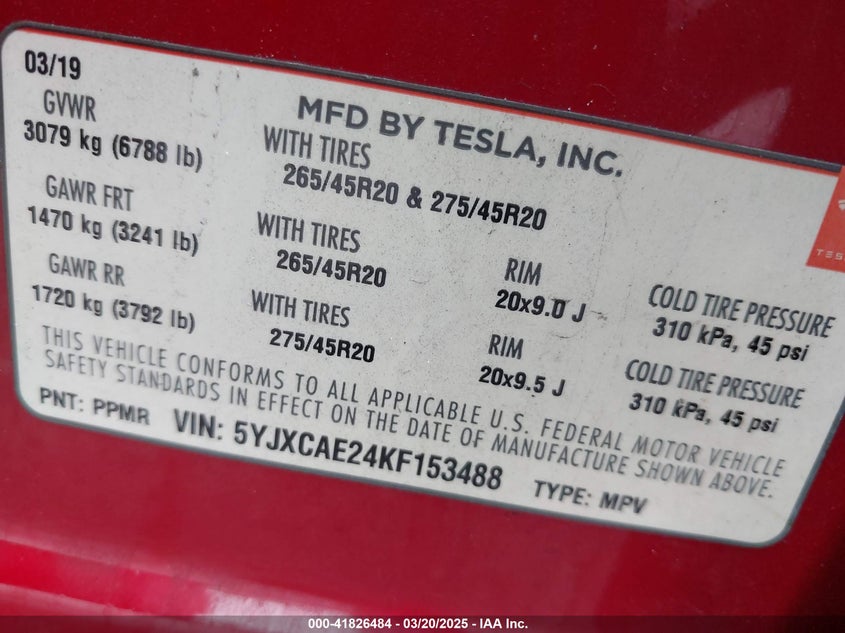 03/19
MFD BY TESLA, INC.
GVWR
3079 kg (6788 lb)
WITH TIRES
265/45R20 & 275/45R20
GAWR FRT
1470 kg (3241 lb)
WITH TIRES
265/45R20
RIM
20x9.0 J
COLD TIRE PRESSURE
310 kPa, 45 psi
GAWR RR
1720 kg (3792 lb)
WITH TIRES
275/45R20
RIM
20x9.5 J
COLD TIRE PRESSURE
310 kPa, 45 psi
THIS VEHICLE CONFORMS TO ALL APPLICABLE U.S. FEDERAL MOTOR VEHICLE
SAFETY STANDARDS IN EFFECT ON THE DATE OF MANUFACTURE SHOWN ABOVE.
PNT: PPMR VIN: 5YJXCAE24KF153488 TYPE: MPV
000-41826484 — 03/20/2025 — IAA Inc.